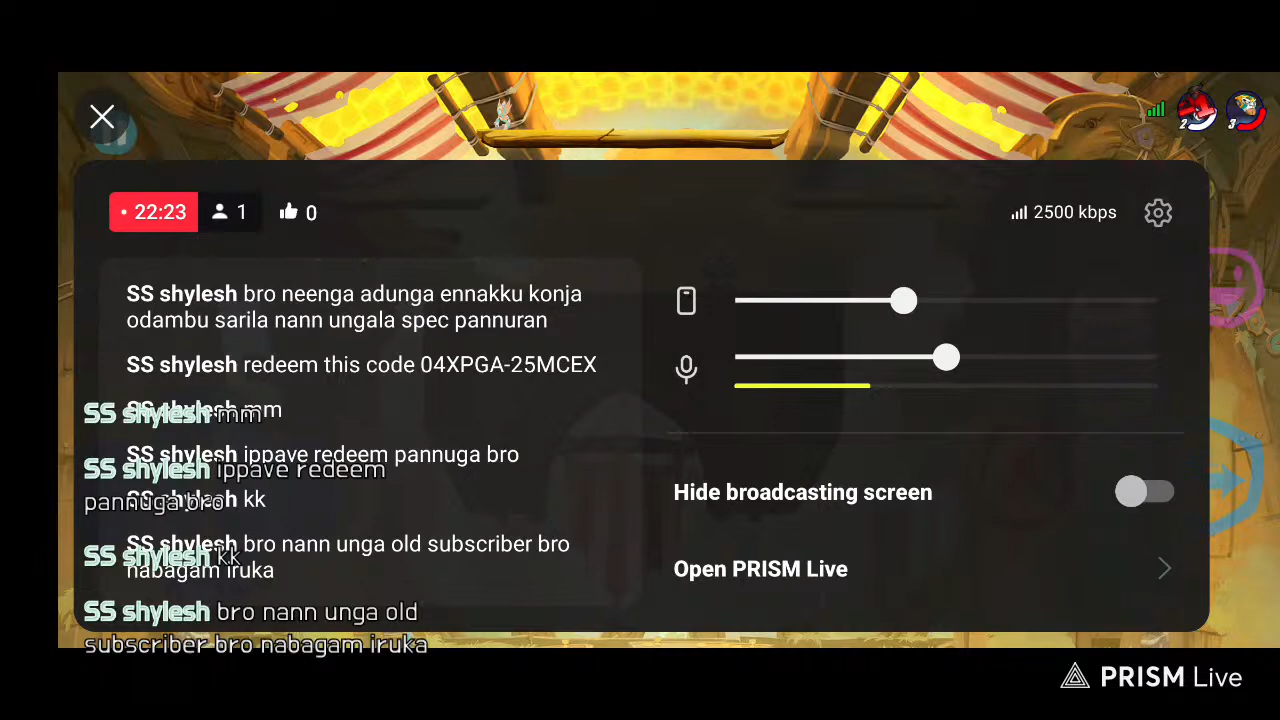 22:23
1
0
2500 kbps
2
3
SS shylesh bro neenga adunga ennakku konja
odambu sarila nann ungala spec pannuran
SS shylesh redeem this code 04XPGA-25MCEX
SS shylesh mm
SS shylesh ippave redeem pannuga bro
SS shylesh kk
SS shylesh bro nann unga old subscriber bro
nabagam iruka
SS shylesh mm
SS shylesh ippave redeem
pannuga bro
SS shylesh kk
SS shylesh bro nann unga old
subscriber bro nabagam iruka
Hide broadcasting screen
Open PRISM Live
PRISM Live